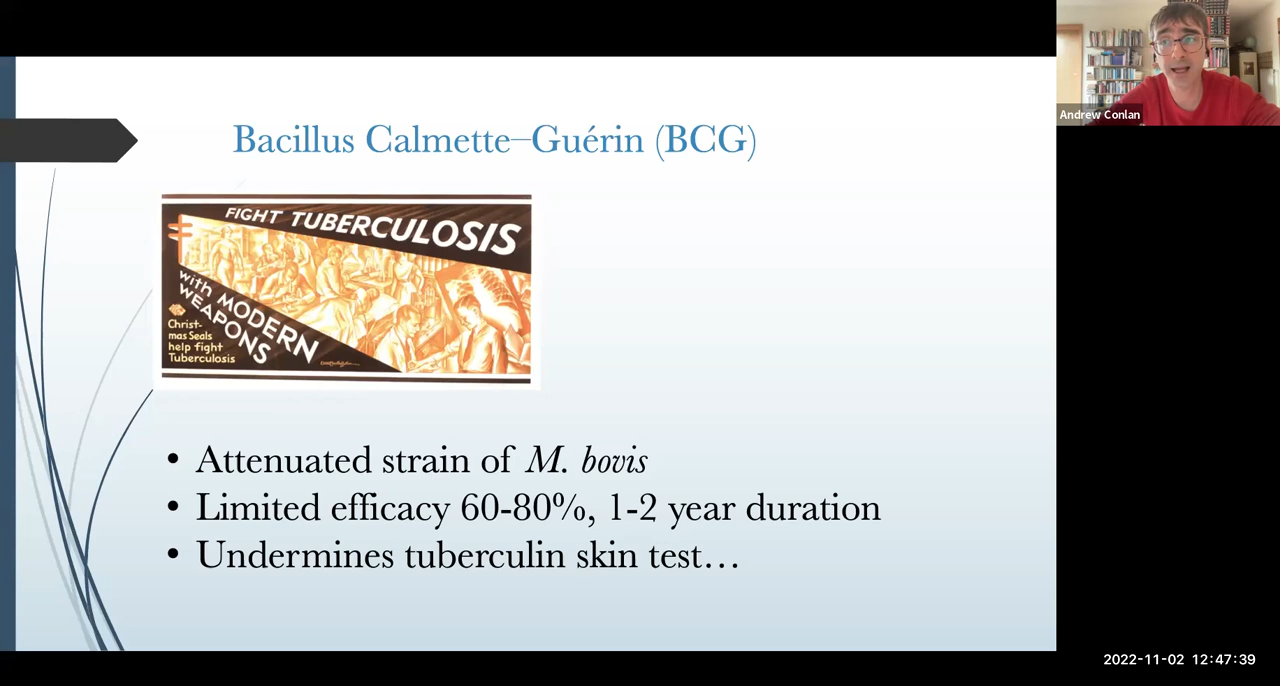 Bacillus Calmette–Guérin (BCG)
FIGHT TUBERCULOSIS
with MODERN
WEAPONS
Christ-
mas Seals
help fight
Tuberculosis
• Attenuated strain of M. bovis
• Limited efficacy 60-80%, 1-2 year duration
• Undermines tuberculin skin test…
Andrew Conlan
2022-11-02 12:47:39